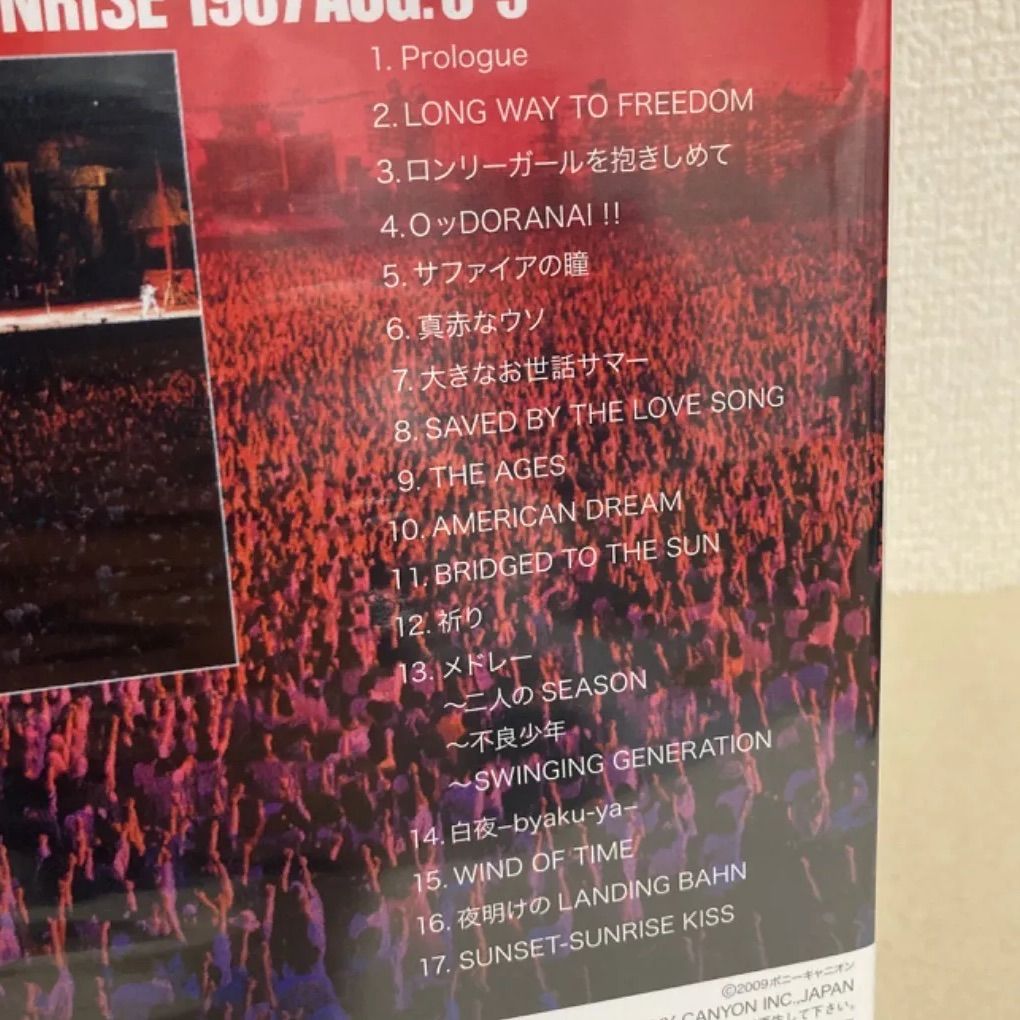 1. Prologue
2. LONG WAY TO FREEDOM
3. ロンリーガールを抱きしめて
4. OッDORANAI !!
5. サファイアの瞳
6. 真赤なウソ
7. 大きなお世話サマー
8. SAVED BY THE LOVE SONG
9. THE AGES
10. AMERICAN DREAM
11. BRIDGED TO THE SUN
12. 祈り
13. メドレー
〜二人の SEASON
〜不良少年
〜SWINGING GENERATION
14. 白夜–byaku-ya–
15. WIND OF TIME
16. 夜明けの LANDING BAHN
17. SUNSET-SUNRISE KISS
©2009ポニーキャニオン
CANYON INC.,JAPAN
して下さい。